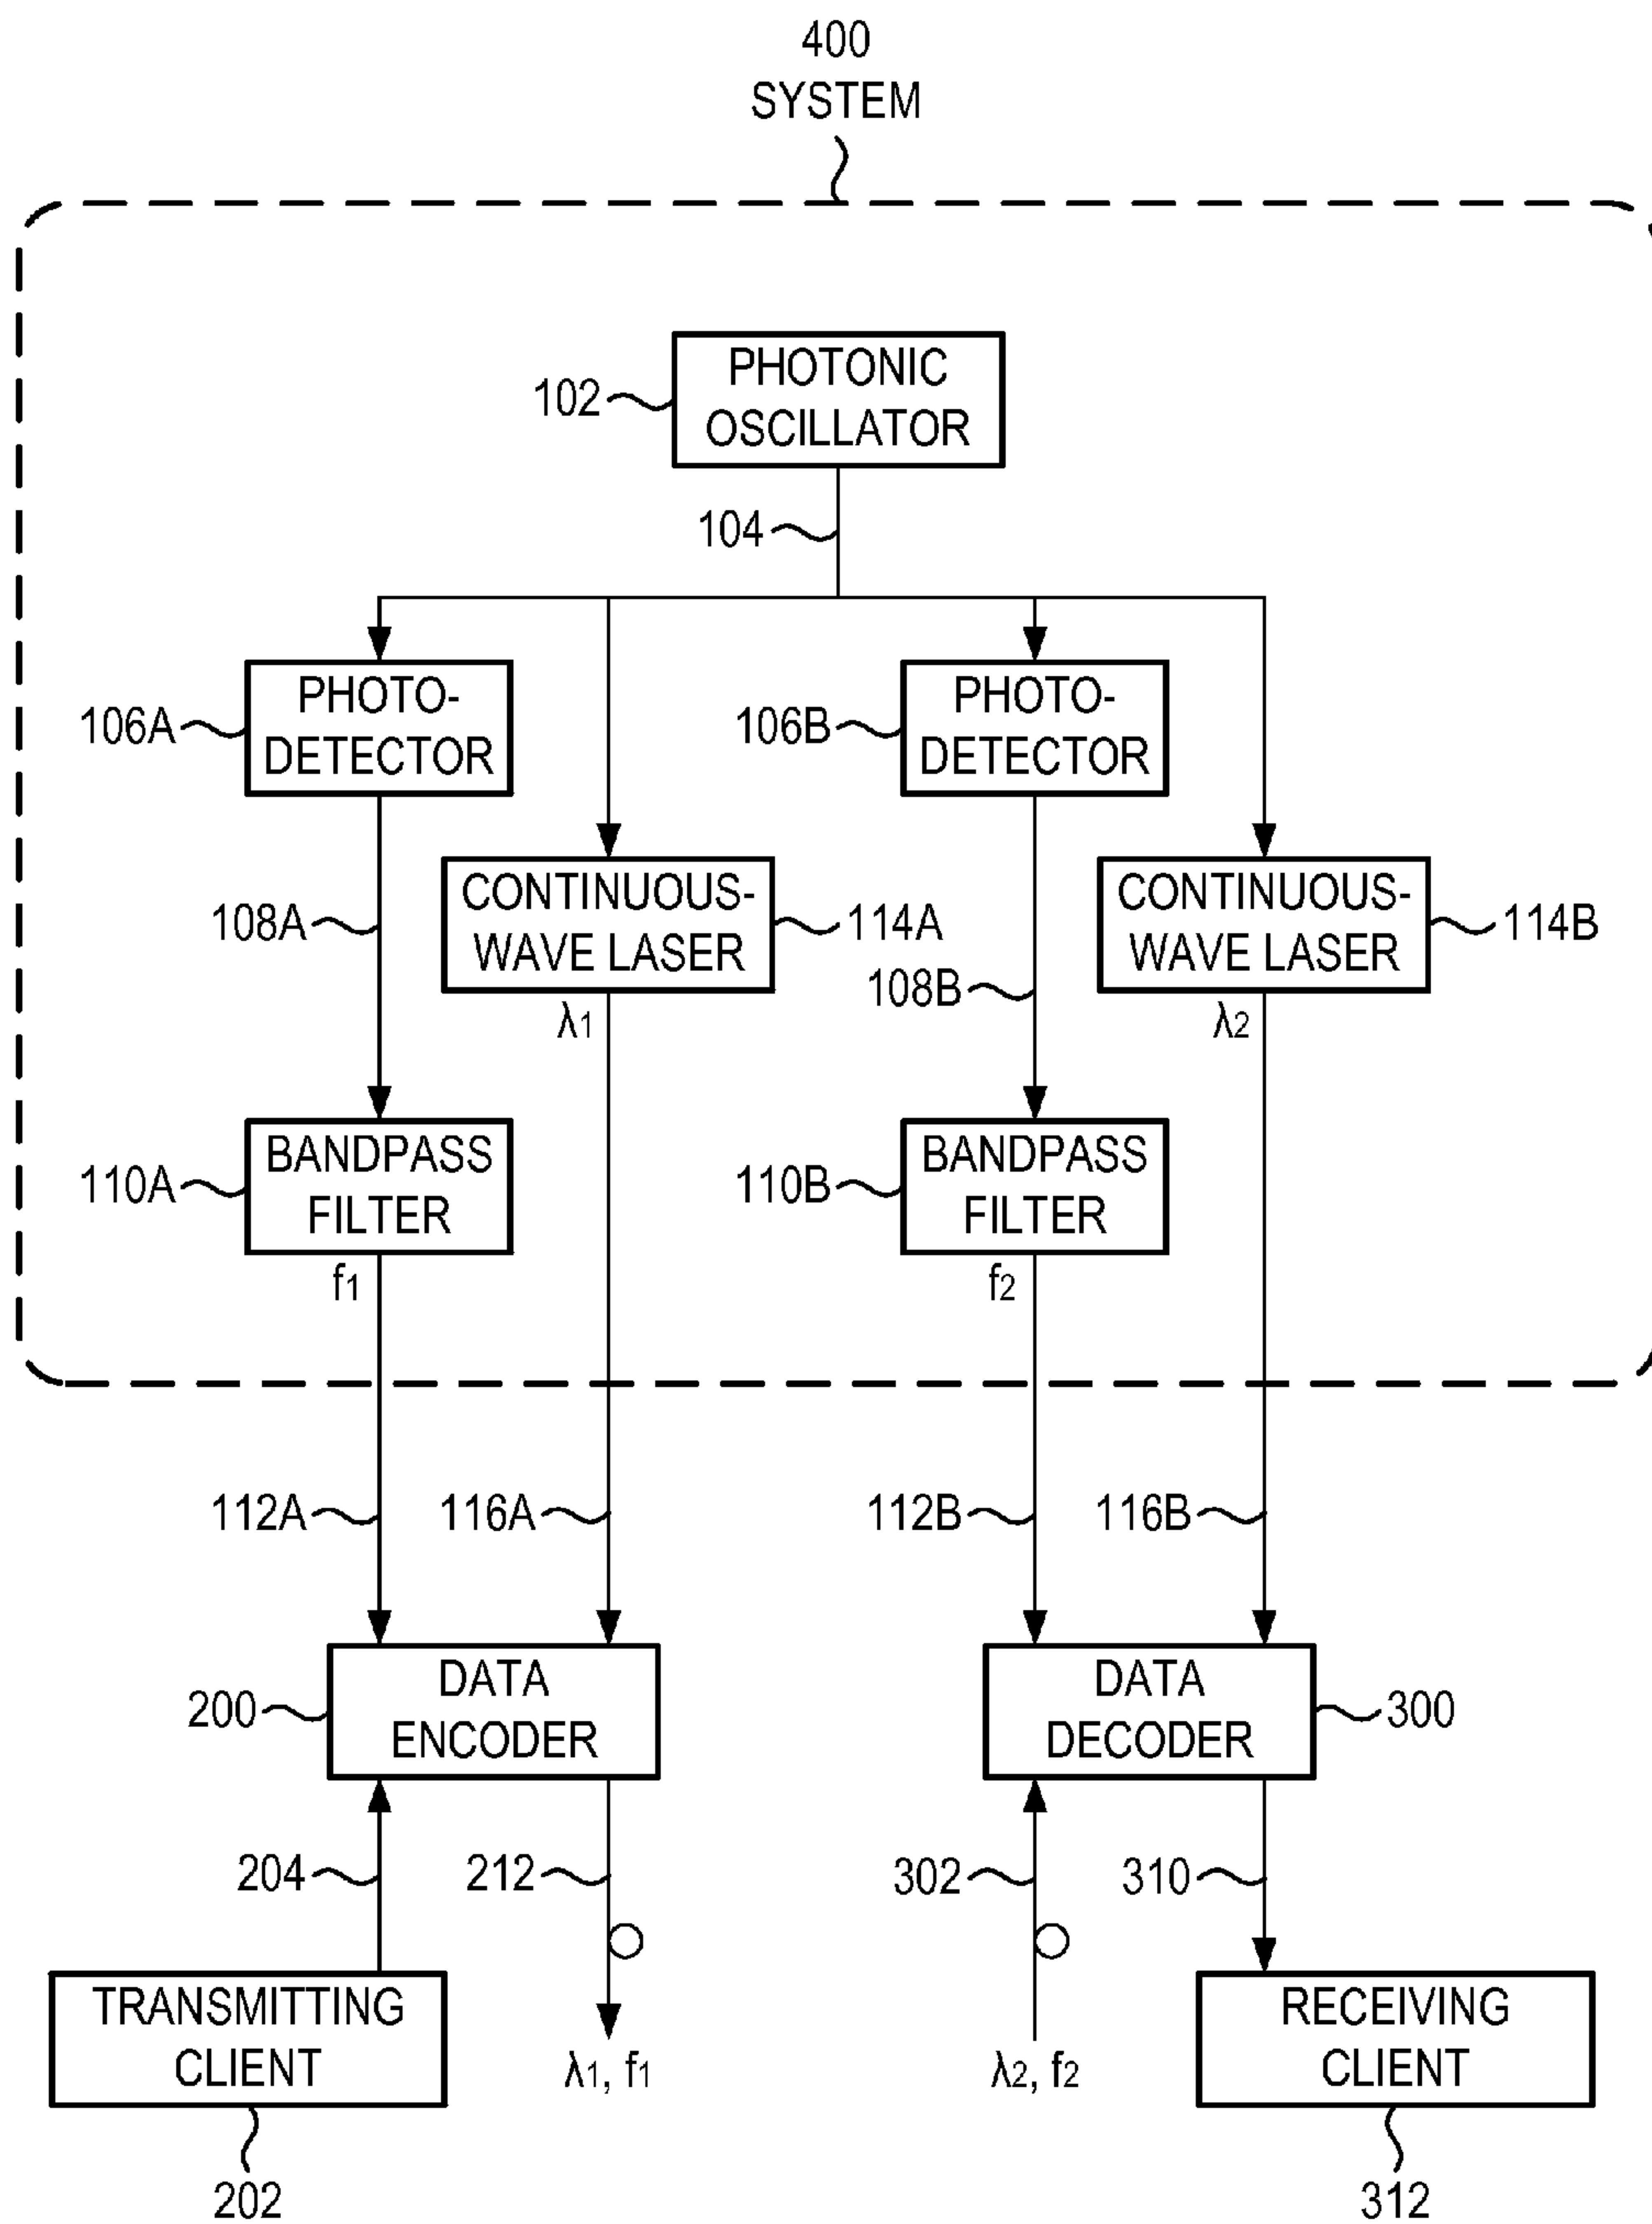 400
SYSTEM
PHOTONIC
OSCILLATOR
102
104
PHOTO-
DETECTOR
106A
PHOTO-
DETECTOR
106B
CONTINUOUS-
WAVE LASER
114A
CONTINUOUS-
WAVE LASER
114B
108A
108B
λ1
λ2
BANDPASS
FILTER
110A
BANDPASS
FILTER
110B
f1
f2
112A
116A
112B
116B
DATA
ENCODER
200
DATA
DECODER
300
204
212
302
310
TRANSMITTING
CLIENT
λ1, f1
λ2, f2
RECEIVING
CLIENT
202
312